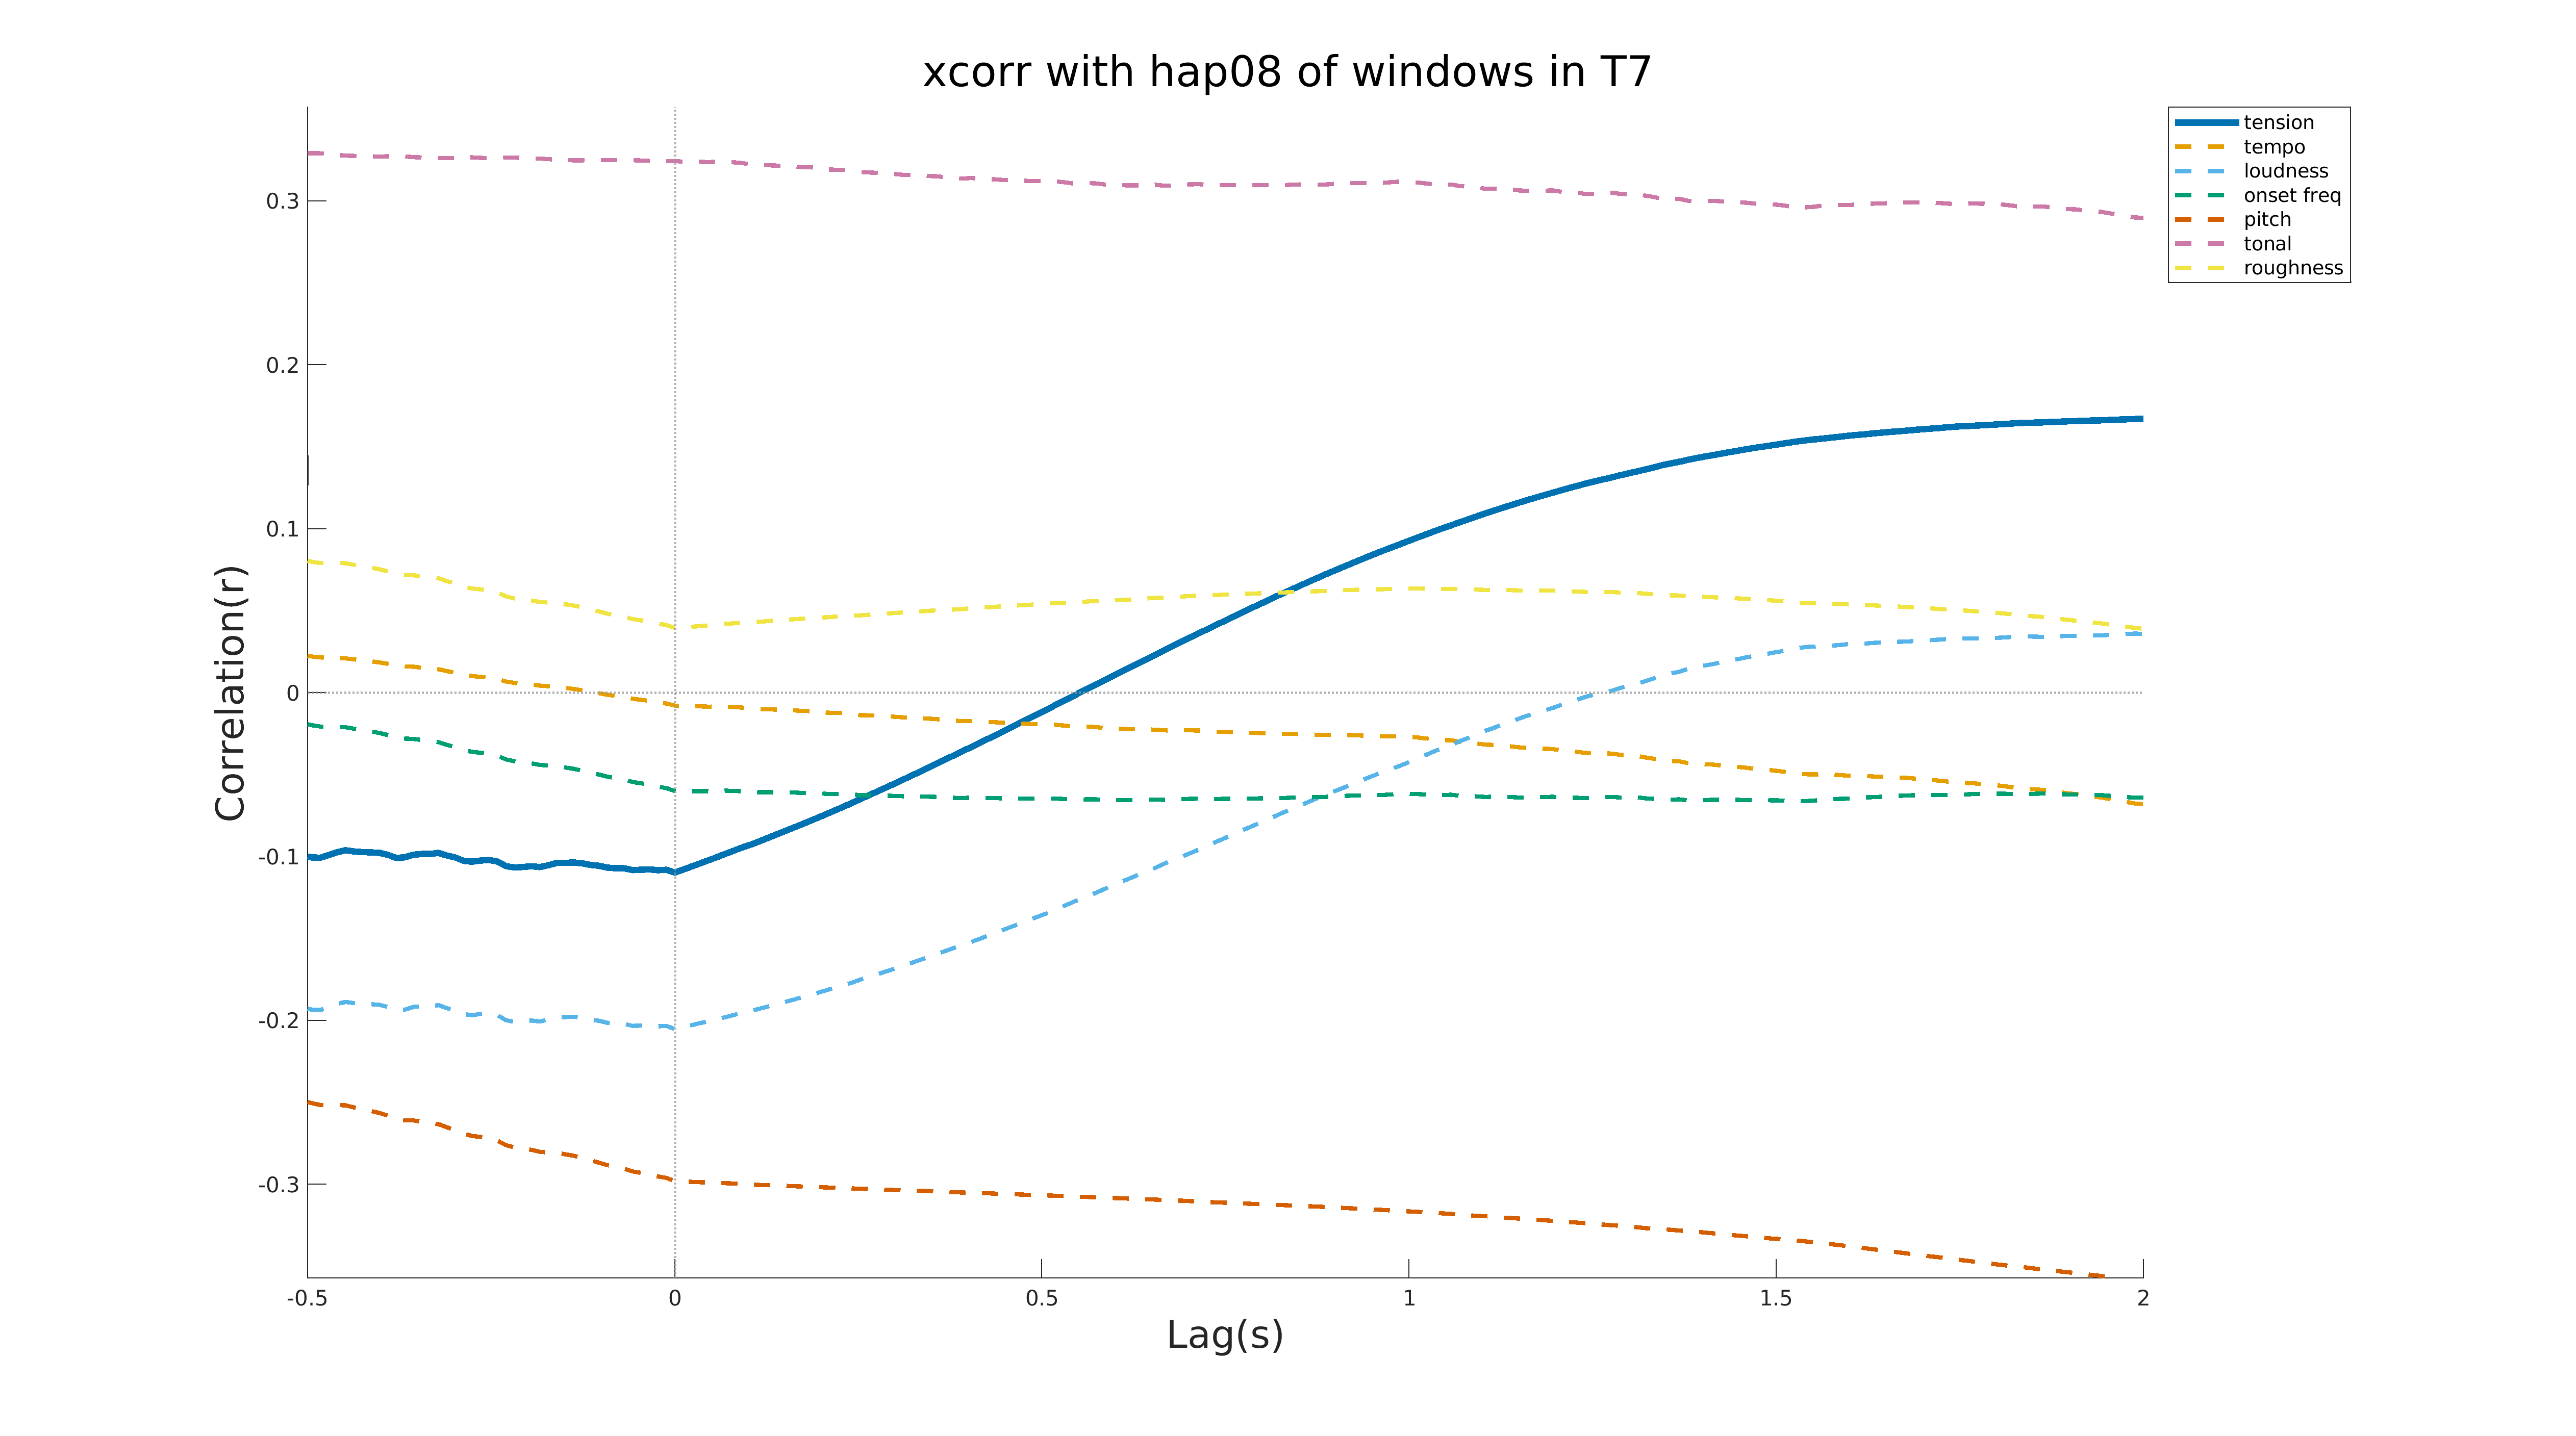 xcorr with hap08 of windows in T7
tension
tempo
loudness
onset freq
pitch
tonal
roughness
0.3
0.2
0.1
0
-0.1
-0.2
-0.3
Correlation(r)
-0.5
0
0.5
1
1.5
2
Lag(s)